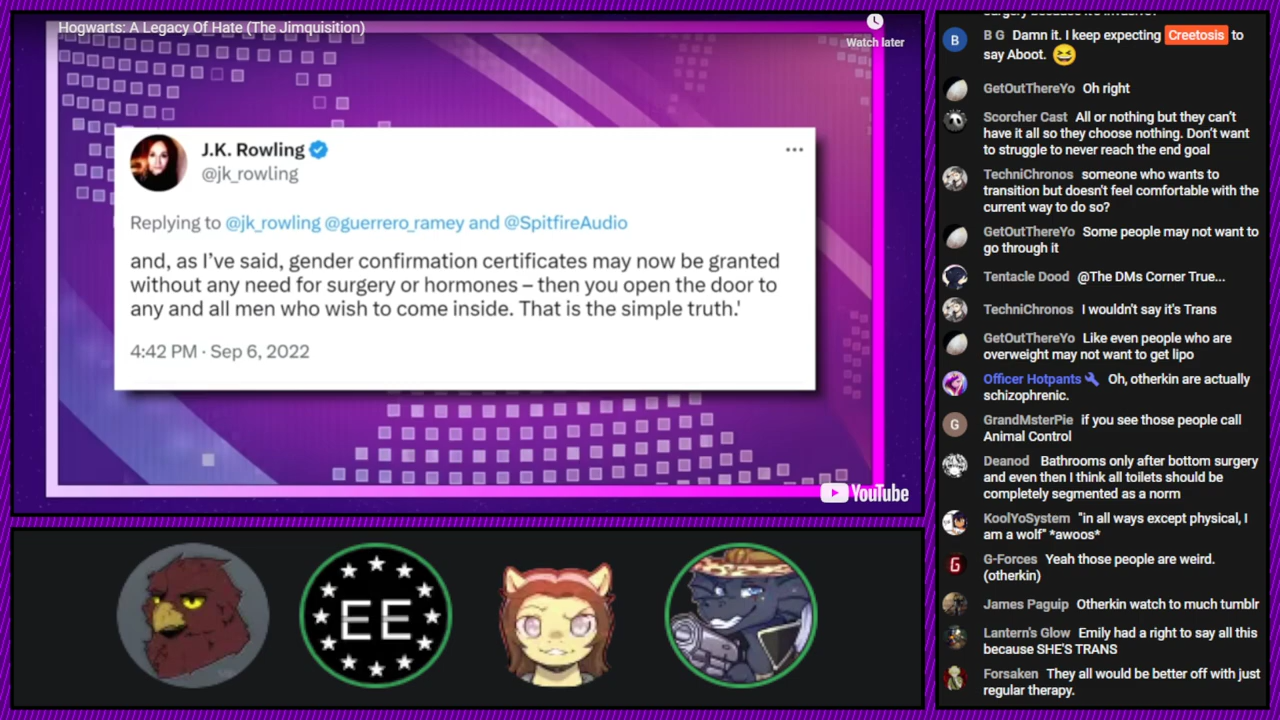 Hogwarts: A Legacy Of Hate (The Jimquisition)
Watch later
J.K. Rowling
@jk_rowling
Replying to @jk_rowling @guerrero_ramey and @SpitfireAudio
and, as I've said, gender confirmation certificates may now be granted
without any need for surgery or hormones – then you open the door to
any and all men who wish to come inside. That is the simple truth.'
4:42 PM · Sep 6, 2022
YouTube
EE
B
B G Damn it. I keep expecting Creetosis to
say Aboot. 😆
GetOutThereYo Oh right
Scorcher Cast All or nothing but they can't
have it all so they choose nothing. Don't want
to struggle to never reach the end goal
TechniChronos someone who wants to
transition but doesn't feel comfortable with the
current way to do so?
GetOutThereYo Some people may not want to
go through it
Tentacle Dood @The DMs Corner True...
TechniChronos I wouldn't say it's Trans
GetOutThereYo Like even people who are
overweight may not want to get lipo
Officer Hotpants Oh, otherkin are actually
schizophrenic.
G
GrandMsterPie if you see those people call
Animal Control
Deanod Bathrooms only after bottom surgery
and even then I think all toilets should be
completely segmented as a norm
KoolYoSystem "in all ways except physical, I
am a wolf" *awoos*
G
G-Forces Yeah those people are weird.
(otherkin)
James Paguip Otherkin watch to much tumblr
Lantern's Glow Emily had a right to say all this
because SHE'S TRANS
Forsaken They all would be better off with just
regular therapy.